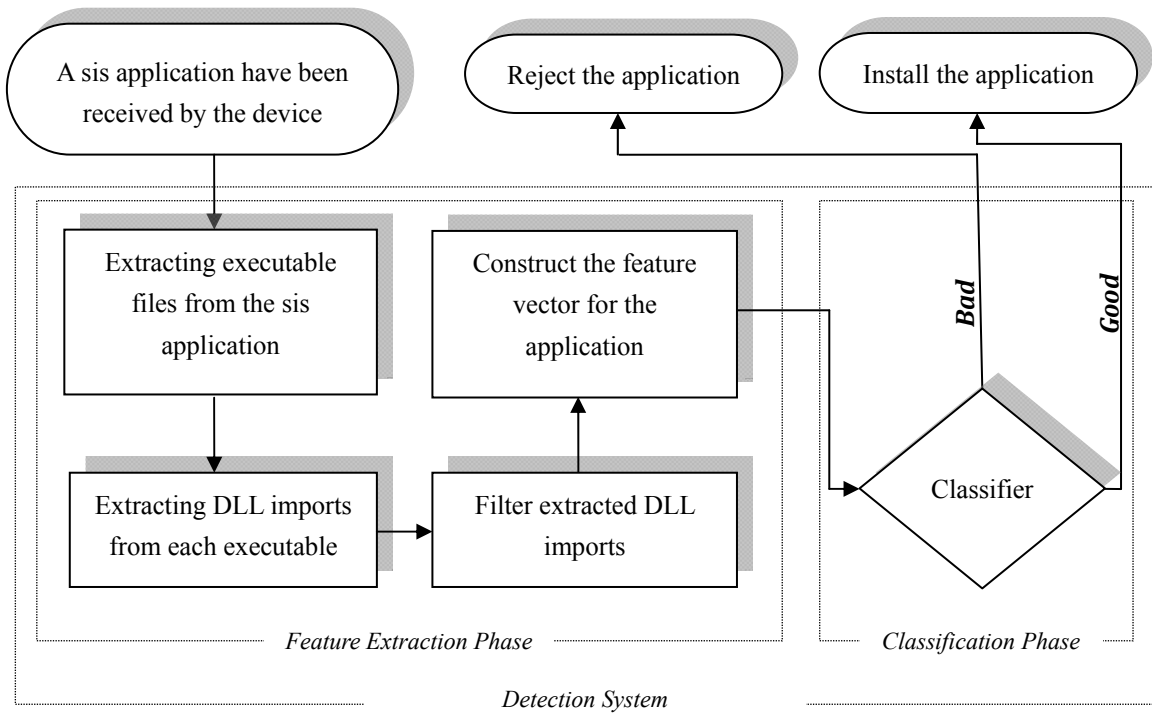 A sis application have been
received by the device
Reject the application
Install the application
Extracting executable
files from the sis
application
Construct the feature
vector for the
application
Bad
Good
Extracting DLL imports
from each executable
Filter extracted DLL
imports
Classifier
Feature Extraction Phase
Classification Phase
Detection System